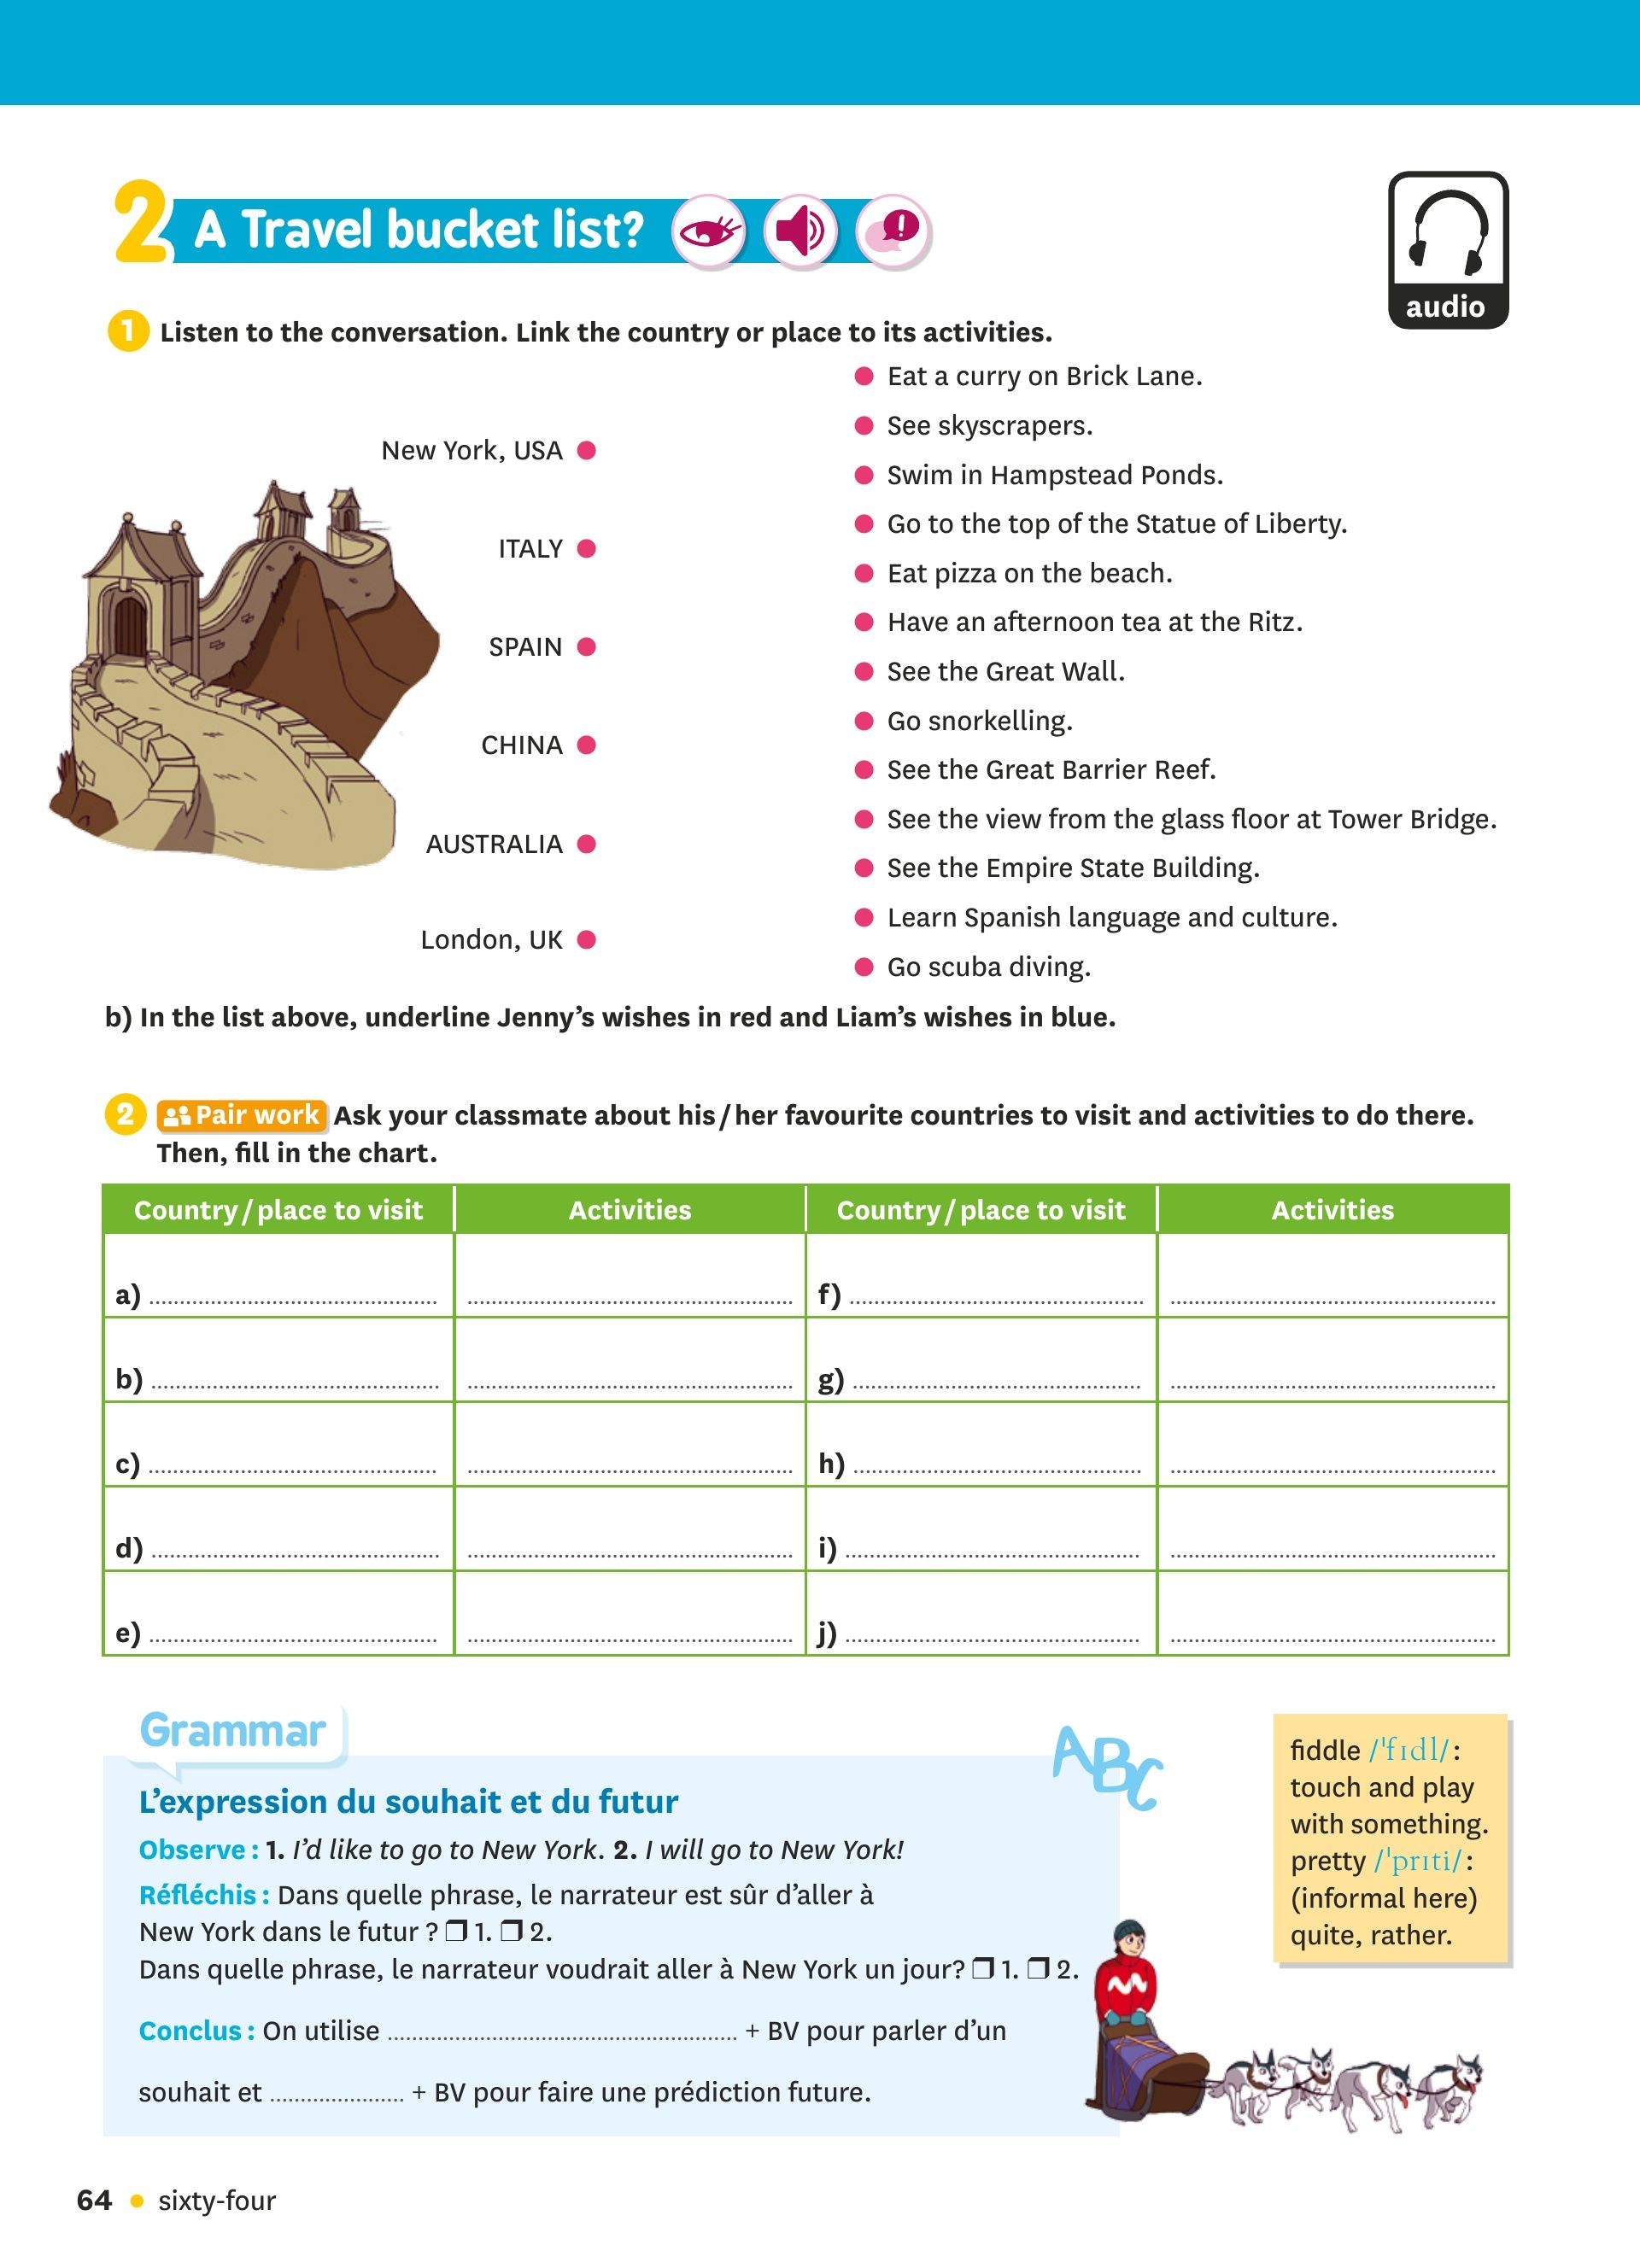 2 A Travel bucket list?
audio
1 Listen to the conversation. Link the country or place to its activities.
New York, USA
ITALY
SPAIN
CHINA
AUSTRALIA
London, UK
Eat a curry on Brick Lane.
See skyscrapers.
Swim in Hampstead Ponds.
Go to the top of the Statue of Liberty.
Eat pizza on the beach.
Have an afternoon tea at the Ritz.
See the Great Wall.
Go snorkelling.
See the Great Barrier Reef.
See the view from the glass floor at Tower Bridge.
See the Empire State Building.
Learn Spanish language and culture.
Go scuba diving.
b) In the list above, underline Jenny's wishes in red and Liam's wishes in blue.
2 Pair work Ask your classmate about his/her favourite countries to visit and activities to do there.
Then, fill in the chart.
Country/place to visit Activities Country/place to visit Activities
a) ................................................ ...................................................... f) ................................................ ......................................................
b) ................................................ ...................................................... g) ................................................ ......................................................
c) ................................................ ...................................................... h) ................................................ ......................................................
d) ................................................ ...................................................... i) ................................................ ......................................................
e) ................................................ ...................................................... j) ................................................ ......................................................
Grammar
ABC
L'expression du souhait et du futur
Observe : 1. I'd like to go to New York. 2. I will go to New York!
Réfléchis : Dans quelle phrase, le narrateur est sûr d'aller à
New York dans le futur ? ❒ 1. ❒ 2.
Dans quelle phrase, le narrateur voudrait aller à New York un jour? ❒ 1. ❒ 2.
Conclus : On utilise .......................................................... + BV pour parler d'un
souhait et ...................... + BV pour faire une prédiction future.
fiddle /ˈfɪdl/ :
touch and play
with something.
pretty /ˈprɪti/ :
(informal here)
quite, rather.
64 • sixty-four